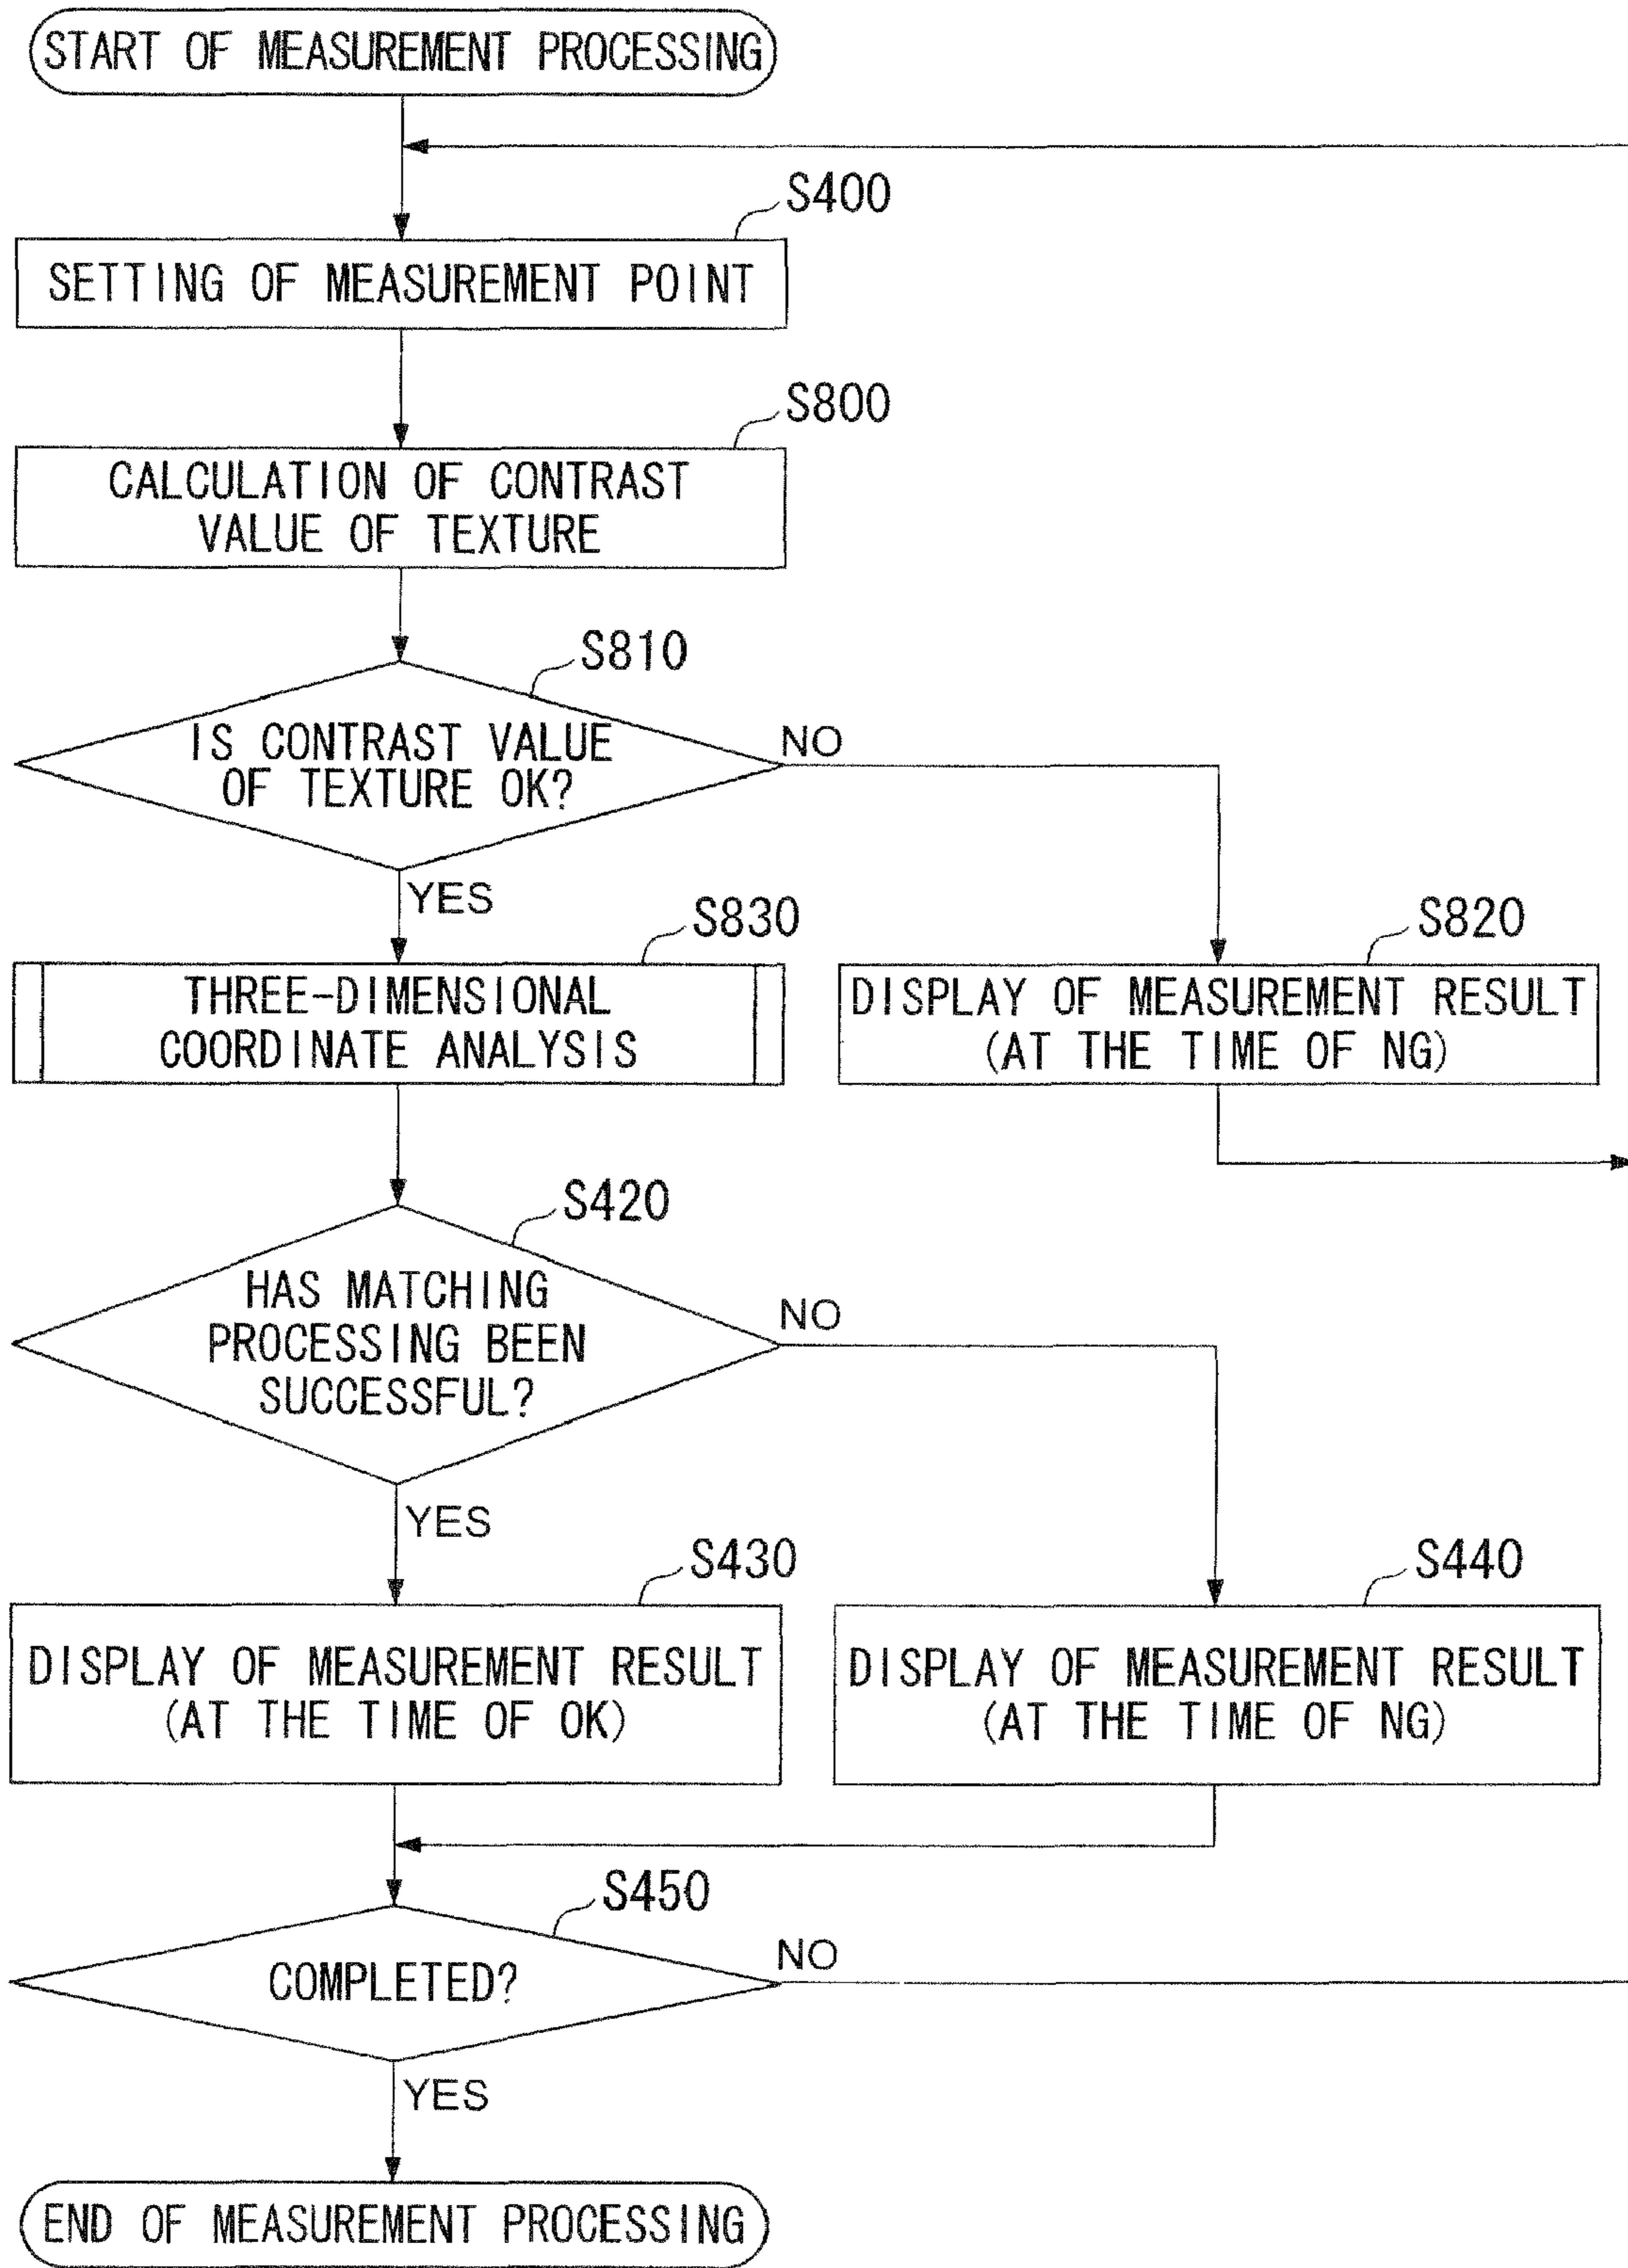 START OF MEASUREMENT PROCESSING
S400
SETTING OF MEASUREMENT POINT
S800
CALCULATION OF CONTRAST
VALUE OF TEXTURE
S810
IS CONTRAST VALUE
OF TEXTURE OK?
NO
YES
S830
THREE-DIMENSIONAL
COORDINATE ANALYSIS
S820
DISPLAY OF MEASUREMENT RESULT
(AT THE TIME OF NG)
S420
HAS MATCHING
PROCESSING BEEN
SUCCESSFUL?
NO
YES
S430
DISPLAY OF MEASUREMENT RESULT
(AT THE TIME OF OK)
S440
DISPLAY OF MEASUREMENT RESULT
(AT THE TIME OF NG)
S450
COMPLETED?
NO
YES
END OF MEASUREMENT PROCESSING